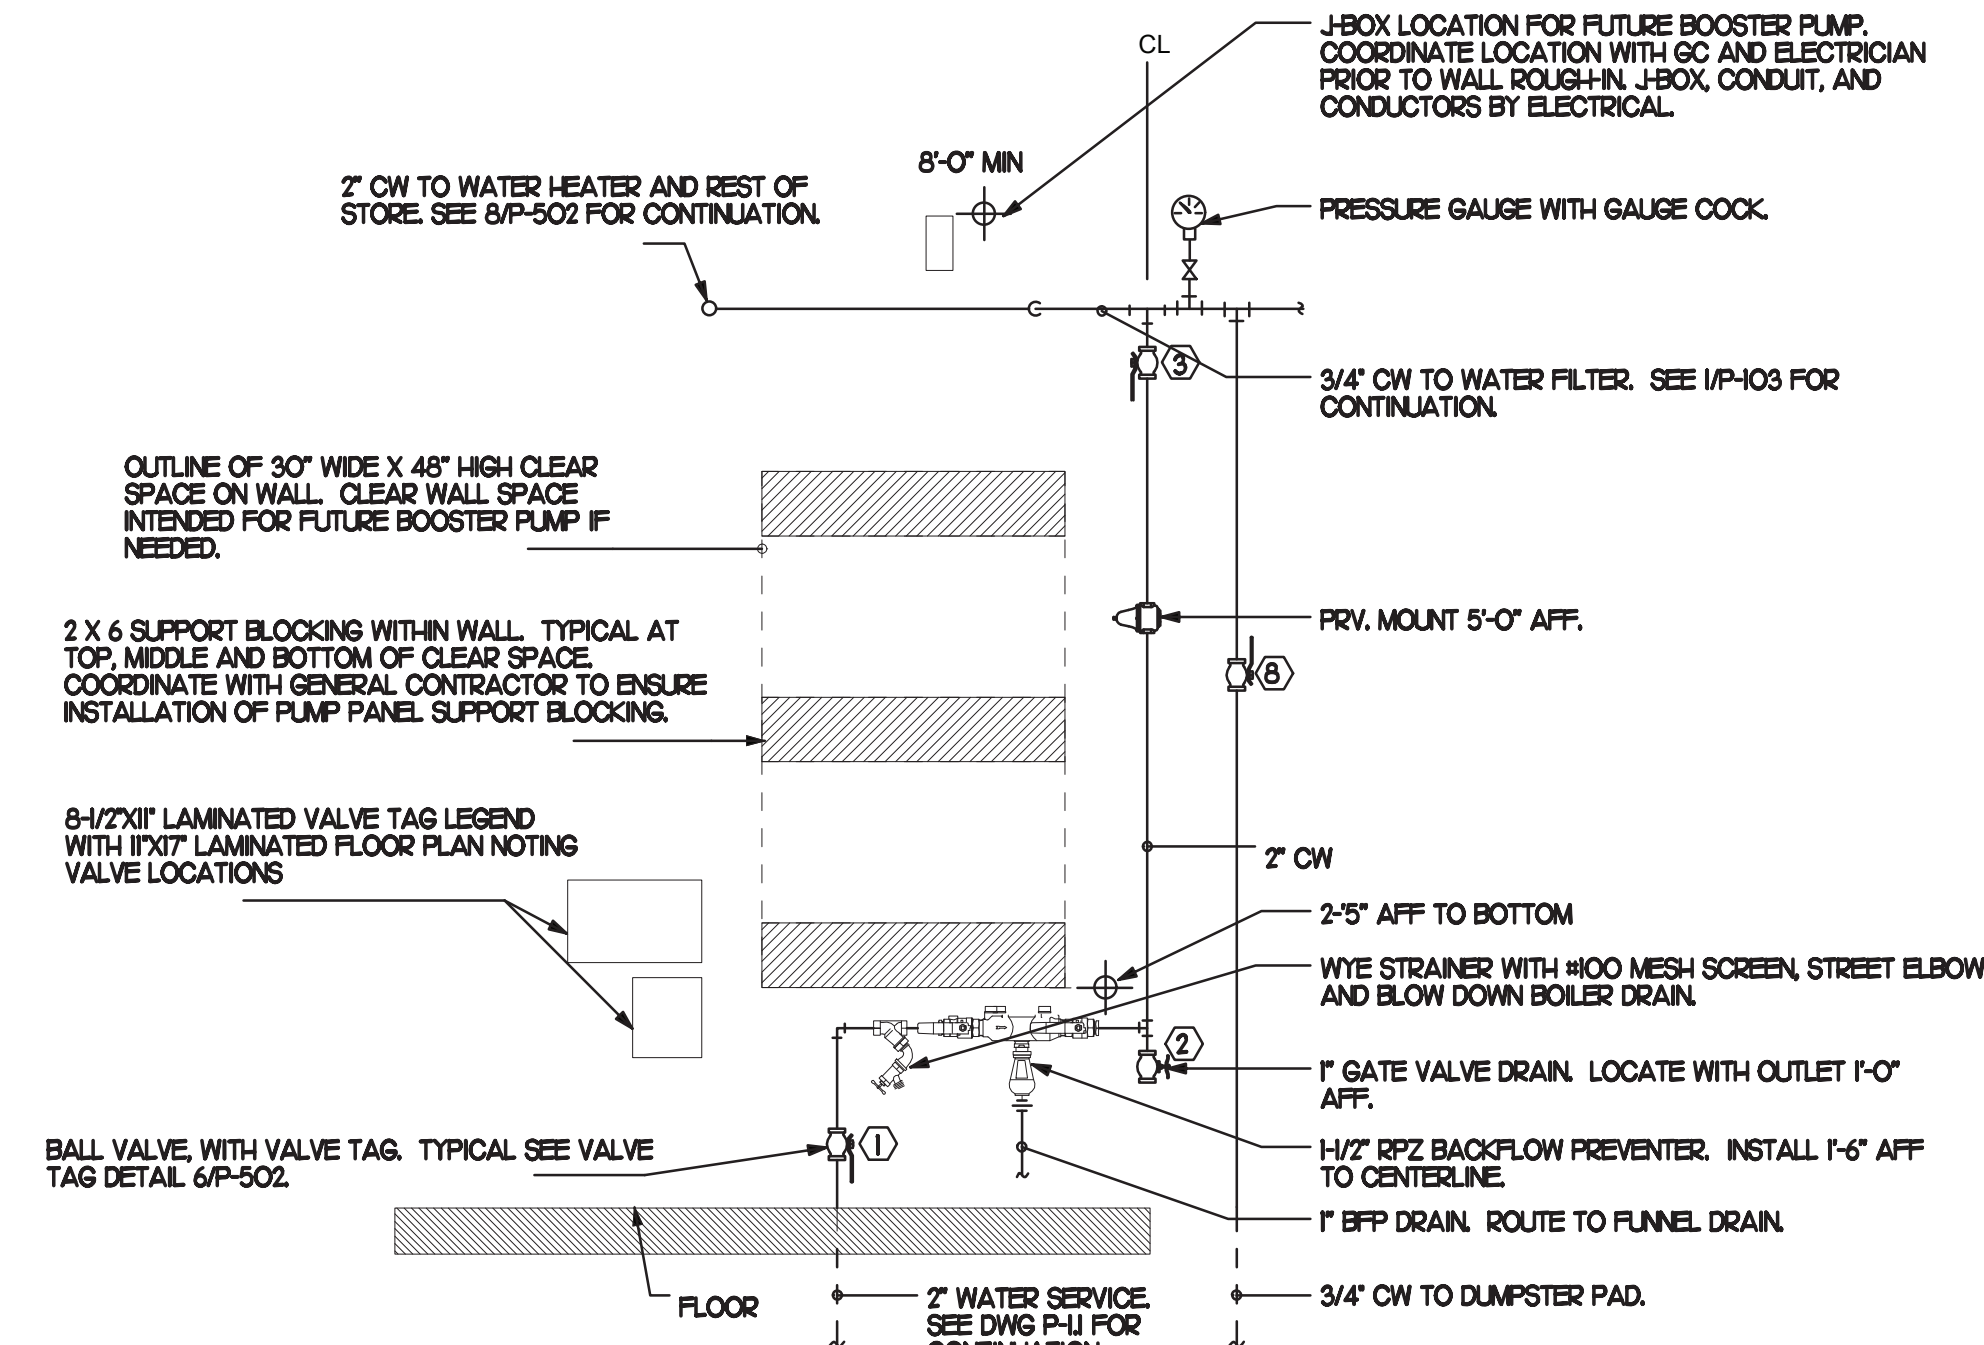 J-BOX LOCATION FOR FUTURE BOOSTER PUMP.
COORDINATE LOCATION WITH GC AND ELECTRICIAN
PRIOR TO WALL ROUGH-IN. J-BOX, CONDUIT, AND
CONDUCTORS BY ELECTRICAL.
CL
8'-0" MIN
2" CW TO WATER HEATER AND REST OF
STORE. SEE 8/P-502 FOR CONTINUATION.
PRESSURE GAUGE WITH GAUGE COCK.
3
3/4" CW TO WATER FILTER. SEE 1/P-103 FOR
CONTINUATION.
OUTLINE OF 30" WIDE X 48" HIGH CLEAR
SPACE ON WALL. CLEAR WALL SPACE
INTENDED FOR FUTURE BOOSTER PUMP IF
NEEDED.
2 X 6 SUPPORT BLOCKING WITHIN WALL. TYPICAL AT
TOP, MIDDLE AND BOTTOM OF CLEAR SPACE.
COORDINATE WITH GENERAL CONTRACTOR TO ENSURE
INSTALLATION OF PUMP PANEL SUPPORT BLOCKING.
PRV. MOUNT 5'-0" AFF.
8
8-1/2"X11" LAMINATED VALVE TAG LEGEND
WITH 11"X17" LAMINATED FLOOR PLAN NOTING
VALVE LOCATIONS
2" CW
2-'5" AFF TO BOTTOM
WYE STRAINER WITH #100 MESH SCREEN, STREET ELBOW
AND BLOW DOWN BOILER DRAIN.
2
1" GATE VALVE DRAIN. LOCATE WITH OUTLET 1'-0"
AFF.
BALL VALVE, WITH VALVE TAG. TYPICAL SEE VALVE
TAG DETAIL 6/P-502.
1
1-1/2" RPZ BACKFLOW PREVENTER. INSTALL 1'-6" AFF
TO CENTERLINE.
1" BFP DRAIN. ROUTE TO FUNNEL DRAIN.
FLOOR
2" WATER SERVICE.
SEE DWG P-1.1 FOR
3/4" CW TO DUMPSTER PAD.